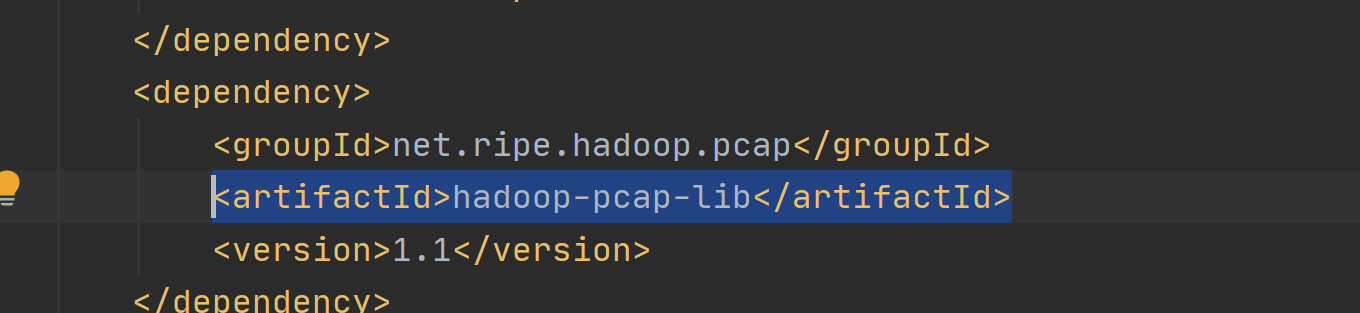 </dependency>
<dependency>
<groupId>net.ripe.hadoop.pcap</groupId>
<artifactId>hadoop-pcap-lib</artifactId>
<version>1.1</version>
</dependency>